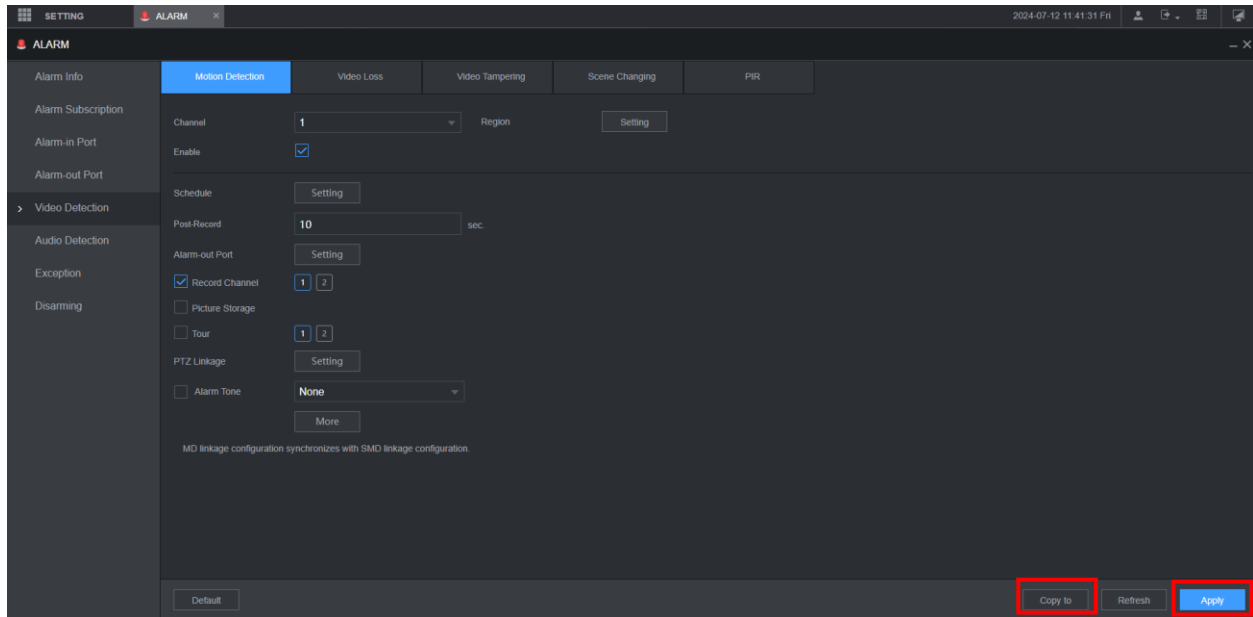 SETTING ALARM × 2024-07-12 11:41:31 Fri
ALARM
Alarm Info
Alarm Subscription
Alarm-in Port
Alarm-out Port
Video Detection
Audio Detection
Exception
Disarming
Motion Detection Video Loss Video Tampering Scene Changing PIR
Channel 1 Region Setting
Enable
Schedule Setting
Post-Record 10 sec.
Alarm-out Port Setting
Record Channel 1 2
Picture Storage
Tour 1 2
PTZ Linkage Setting
Alarm Tone None
More
MD linkage configuration synchronizes with SMD linkage configuration.
Default Copy to Refresh Apply